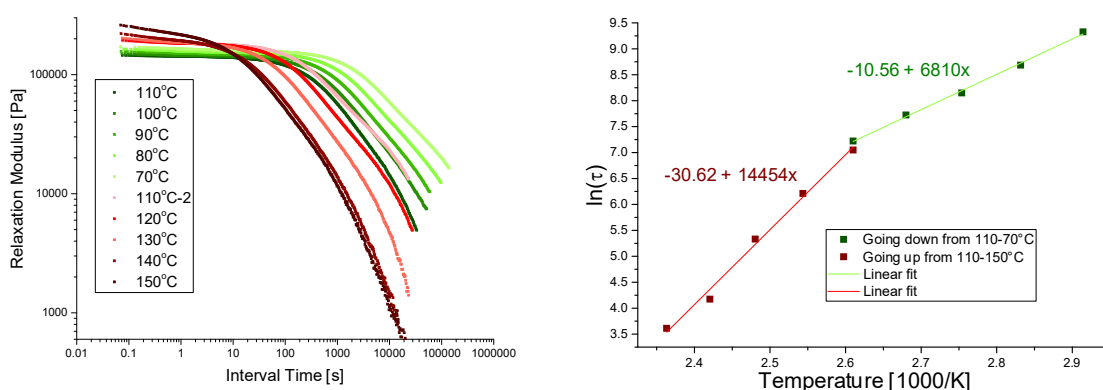 100000
10000
1000
Relaxation Modulus [Pa]
110°C
100°C
90°C
80°C
70°C
110°C-2
120°C
130°C
140°C
150°C
0.01 0.1 1 10 100 1000 10000 100000 1000000
Interval Time [s]
9.5
9.0
8.5
8.0
7.5
7.0
6.5
6.0
5.5
5.0
4.5
4.0
3.5
ln(τ)
-10.56 + 6810x
-30.62 + 14454x
Going down from 110-70°C
Going up from 110-150°C
Linear fit
Linear fit
2.4 2.5 2.6 2.7 2.8 2.9
Temperature [1000/K]